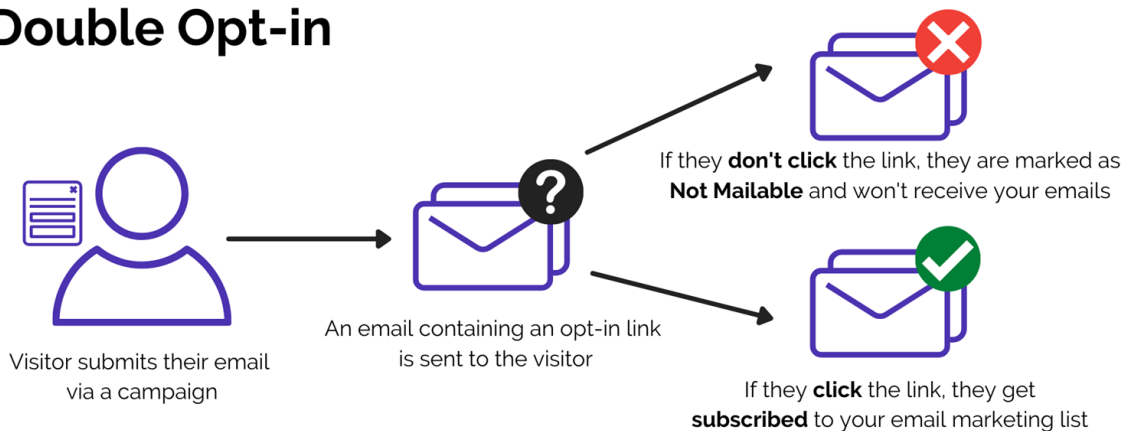 Double Opt-in
If they don't click the link, they are marked as
Not Mailable and won't receive your emails
An email containing an opt-in link
is sent to the visitor
Visitor submits their email
via a campaign
If they click the link, they get
subscribed to your email marketing list